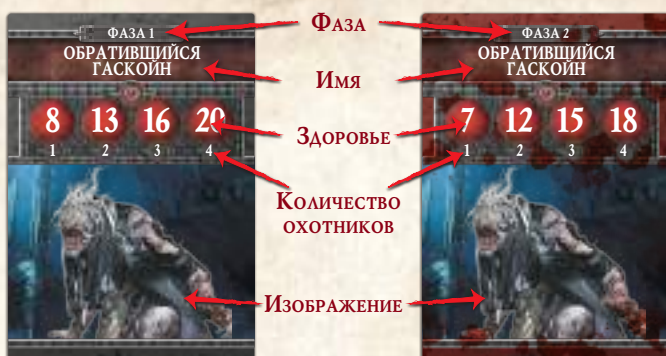 ФАЗА 1
ОБРАТИВШИЙСЯ
ГАСКОЙН
8 13 16 20
1 2 3 4
ФАЗА
ИМЯ
ЗДОРОВЬЕ
КОЛИЧЕСТВО
ОХОТНИКОВ
ИЗОБРАЖЕНИЕ
ФАЗА 2
ОБРАТИВШИЙСЯ
ГАСКОЙН
7 12 15 18
1 2 3 4